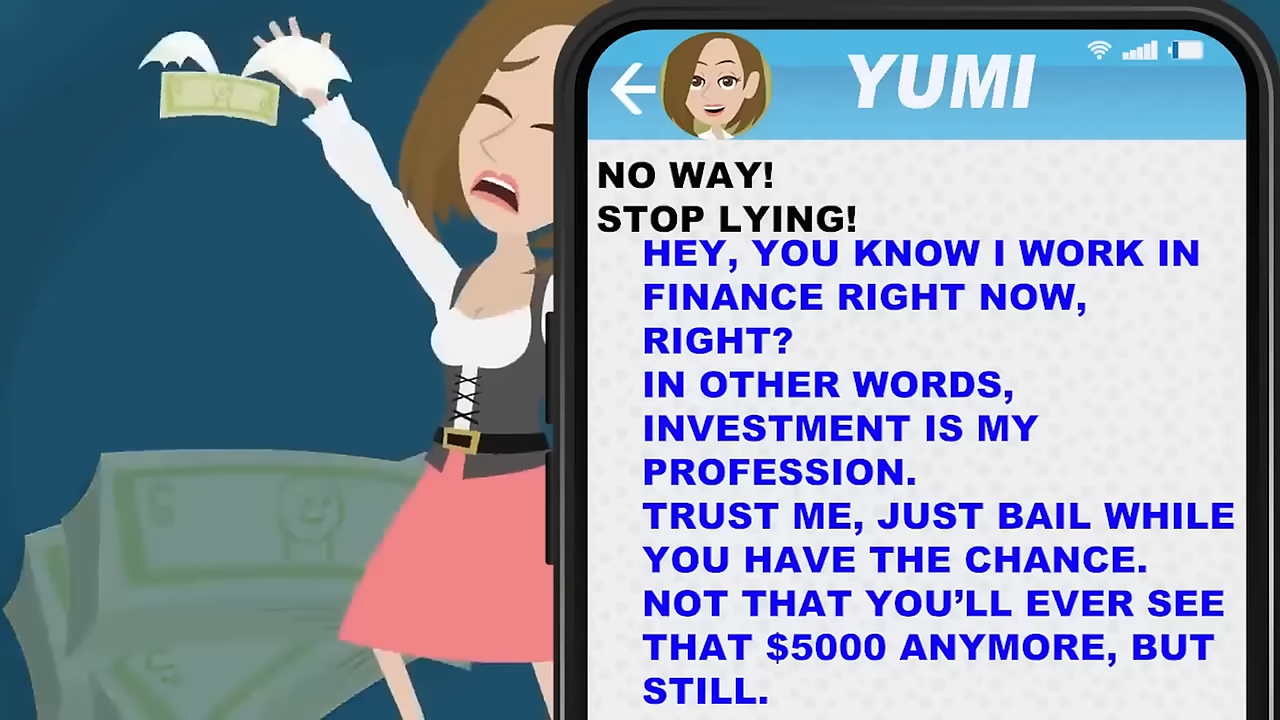 YUMI
NO WAY!
STOP LYING!
HEY, YOU KNOW I WORK IN
FINANCE RIGHT NOW,
RIGHT?
IN OTHER WORDS,
INVESTMENT IS MY
PROFESSION.
TRUST ME, JUST BAIL WHILE
YOU HAVE THE CHANCE.
NOT THAT YOU’LL EVER SEE
THAT $5000 ANYMORE, BUT
STILL.